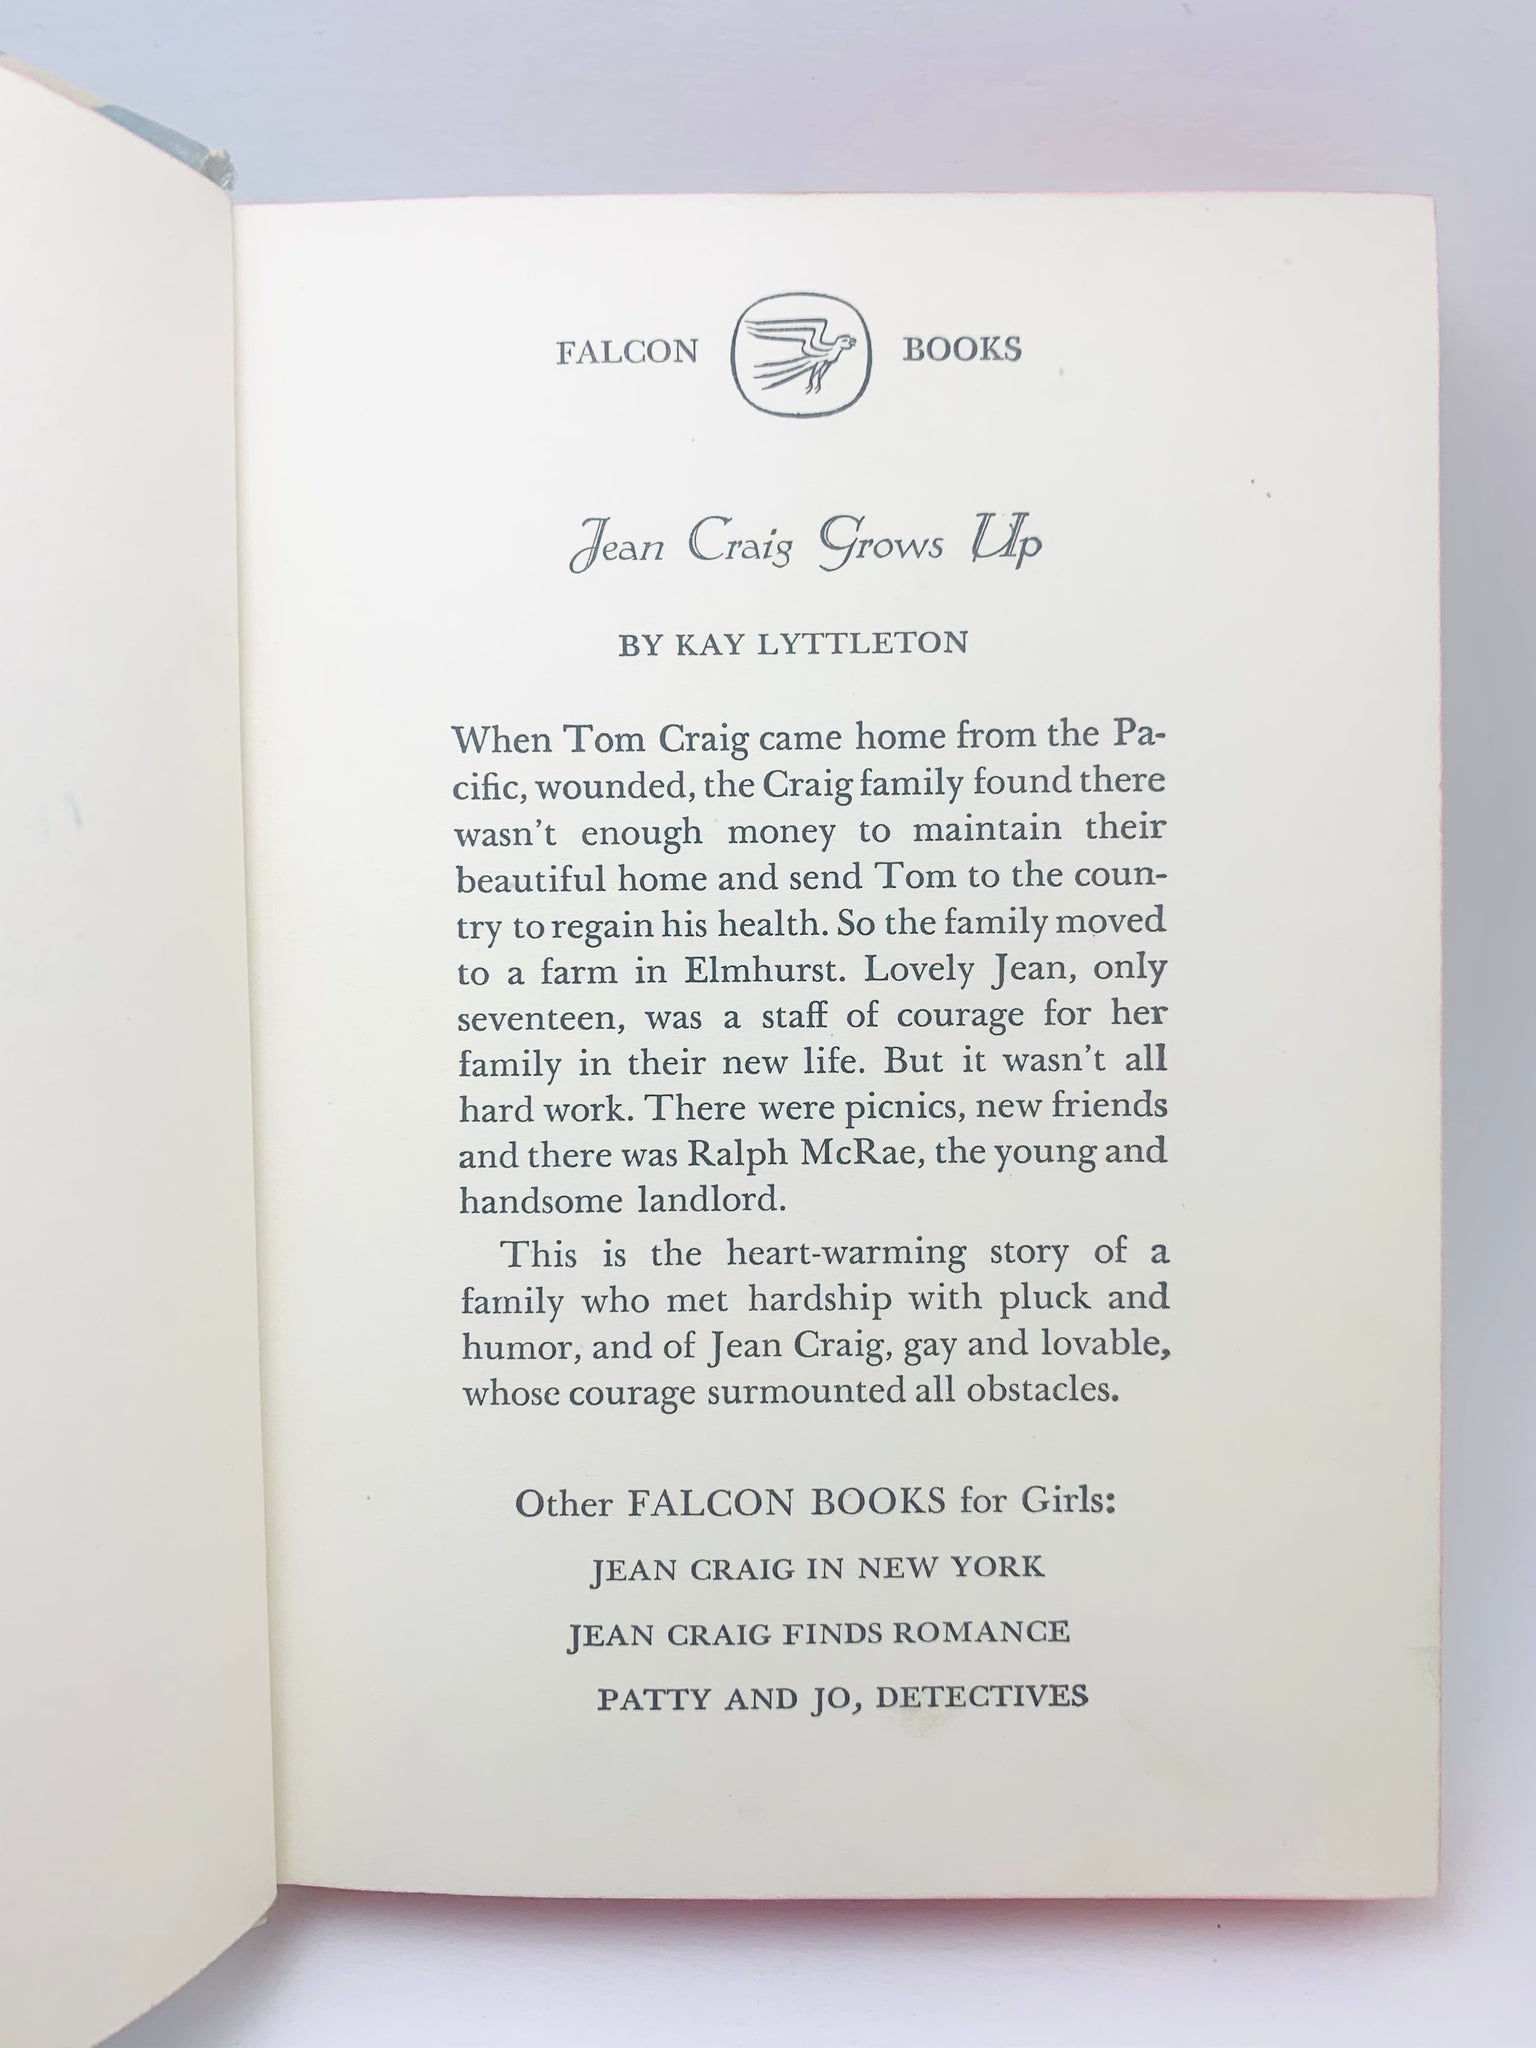 FALCON BOOKS
Jean Craig Grows Up
BY KAY LYTTLETON
When Tom Craig came home from the Pa-
cific, wounded, the Craig family found there
wasn't enough money to maintain their
beautiful home and send Tom to the coun-
try to regain his health. So the family moved
to a farm in Elmhurst. Lovely Jean, only
seventeen, was a staff of courage for her
family in their new life. But it wasn't all
hard work. There were picnics, new friends
and there was Ralph McRae, the young and
handsome landlord.
This is the heart-warming story of a
family who met hardship with pluck and
humor, and of Jean Craig, gay and lovable,
whose courage surmounted all obstacles.
Other FALCON BOOKS for Girls:
JEAN CRAIG IN NEW YORK
JEAN CRAIG FINDS ROMANCE
PATTY AND JO, DETECTIVES